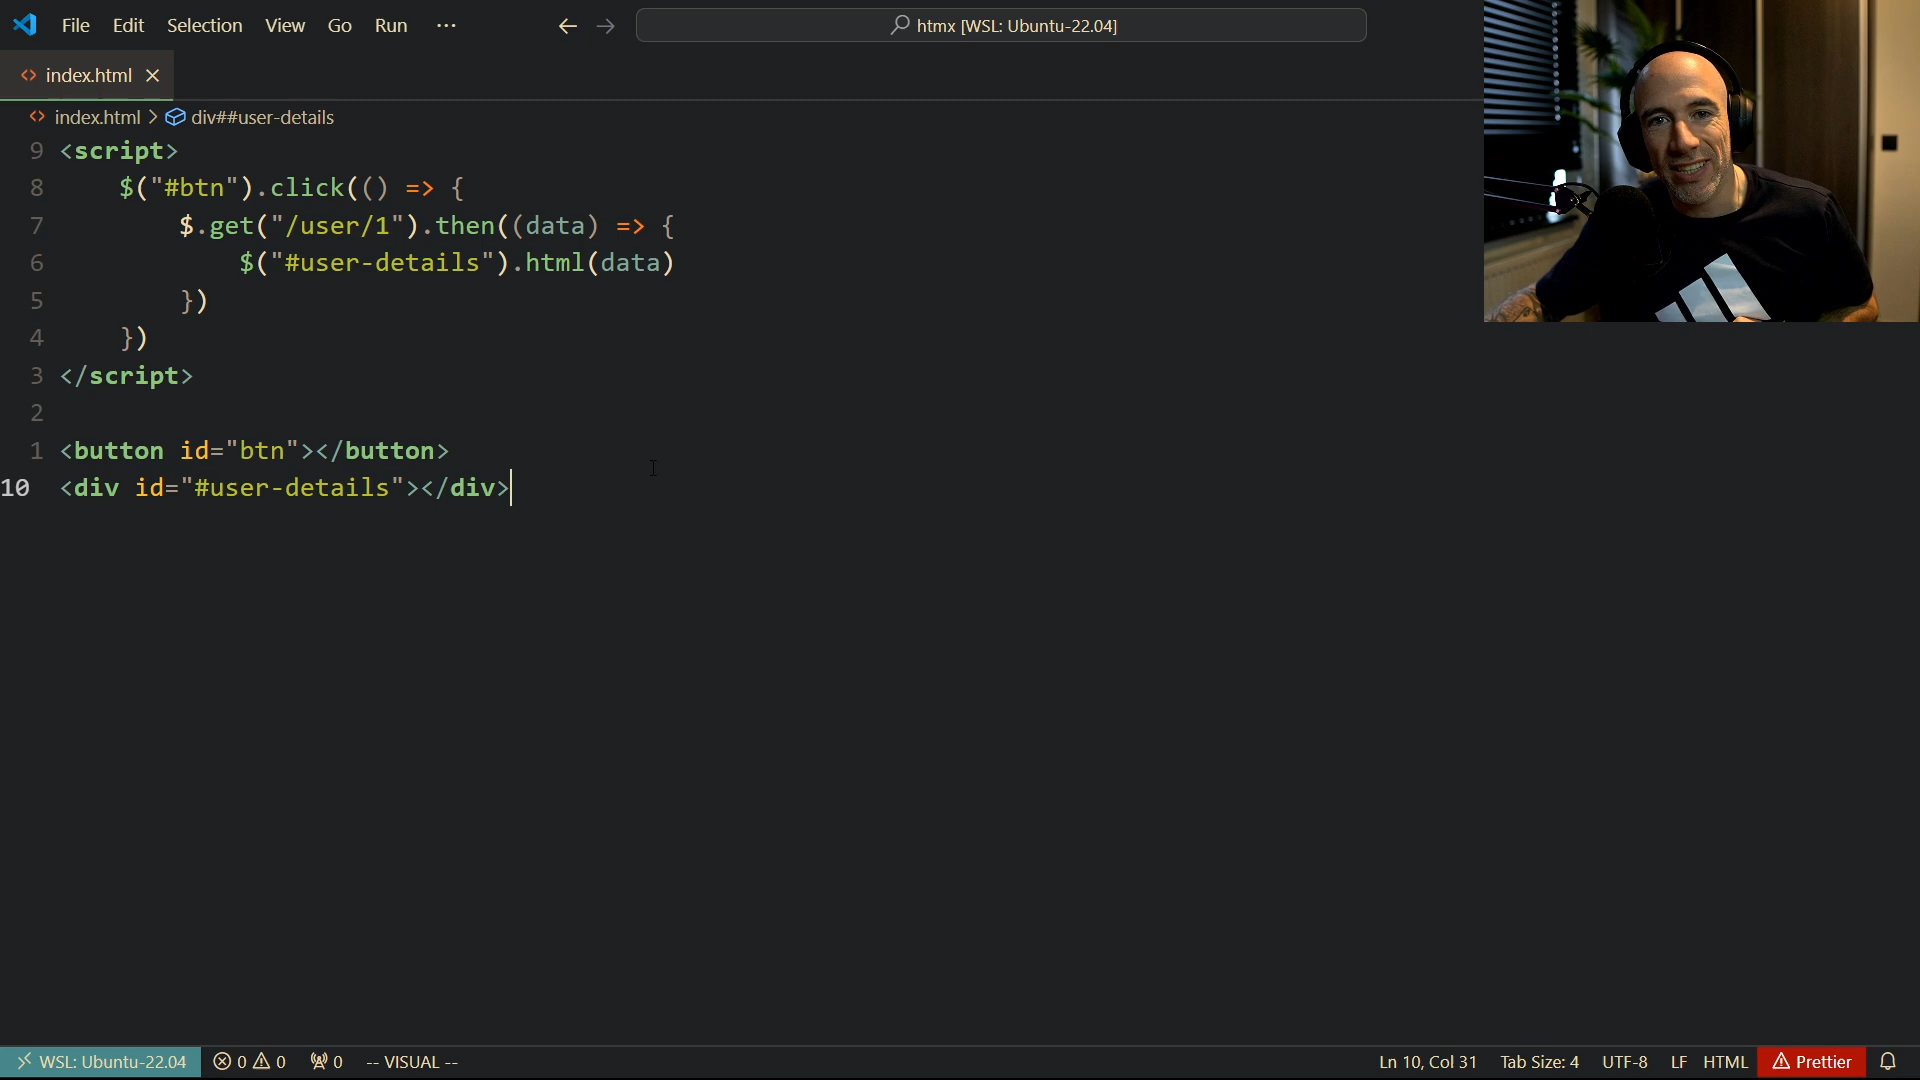 File Edit Selection View Go Run ···
htmx [WSL: Ubuntu-22.04]
<> index.html
<> index.html > div##user-details
9 <script>
8 $("#btn").click(() => {
7 $.get("/user/1").then((data) => {
6 $("#user-details").html(data)
5 })
4 })
3 </script>
2
1 <button id="btn"></button>
10 <div id="#user-details"></div>
WSL: Ubuntu-22.04 0 0 0 -- VISUAL -- Ln 10, Col 31 Tab Size: 4 UTF-8 LF HTML Prettier